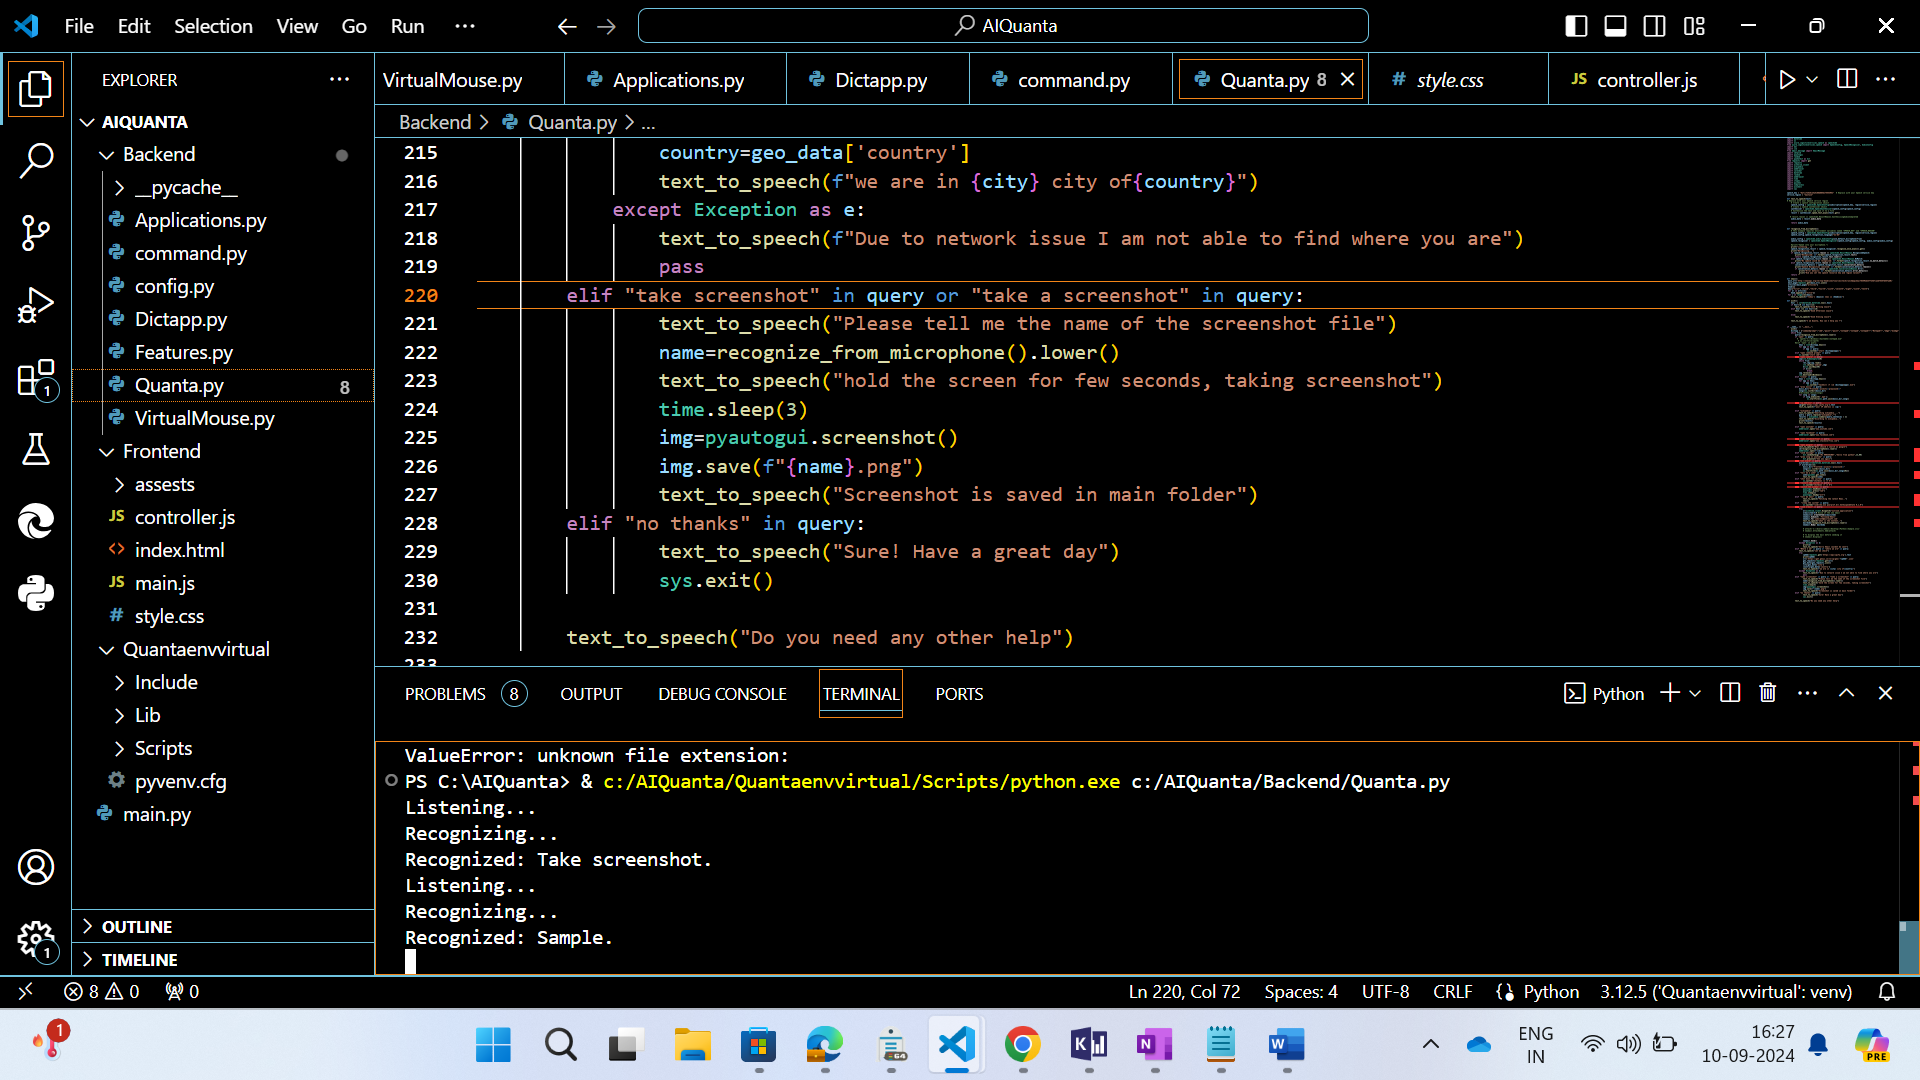 File Edit Selection View Go Run ...
AIQuanta
EXPLORER
AIQUANTA
Backend
__pycache__
Applications.py
command.py
config.py
Dictapp.py
Features.py
Quanta.py 8
VirtualMouse.py
Frontend
assests
JS controller.js
<> index.html
JS main.js
# style.css
Quantaenvvirtual
Include
Lib
Scripts
pyvenv.cfg
main.py
OUTLINE
TIMELINE
1
1
VirtualMouse.py Applications.py Dictapp.py command.py Quanta.py 8 # style.css JS controller.js
Backend > Quanta.py > ...
215 country=geo_data['country']
216 text_to_speech(f"we are in {city} city of{country}")
217 except Exception as e:
218 text_to_speech(f"Due to network issue I am not able to find where you are")
219 pass
220 elif "take screenshot" in query or "take a screenshot" in query:
221 text_to_speech("Please tell me the name of the screenshot file")
222 name=recognize_from_microphone().lower()
223 text_to_speech("hold the screen for few seconds, taking screenshot")
224 time.sleep(3)
225 img=pyautogui.screenshot()
226 img.save(f"{name}.png")
227 text_to_speech("Screenshot is saved in main folder")
228 elif "no thanks" in query:
229 text_to_speech("Sure! Have a great day")
230 sys.exit()
231
232 text_to_speech("Do you need any other help")
233
PROBLEMS 8 OUTPUT DEBUG CONSOLE TERMINAL PORTS Python
ValueError: unknown file extension:
PS C:\AIQuanta> & c:/AIQuanta/Quantaenvvirtual/Scripts/python.exe c:/AIQuanta/Backend/Quanta.py
Listening...
Recognizing...
Recognized: Take screenshot.
Listening...
Recognizing...
Recognized: Sample.
8 0 0 Ln 220, Col 72 Spaces: 4 UTF-8 CRLF Python 3.12.5 ('Quantaenvvirtual': venv)
1
ENG
IN
16:27
10-09-2024
PRE